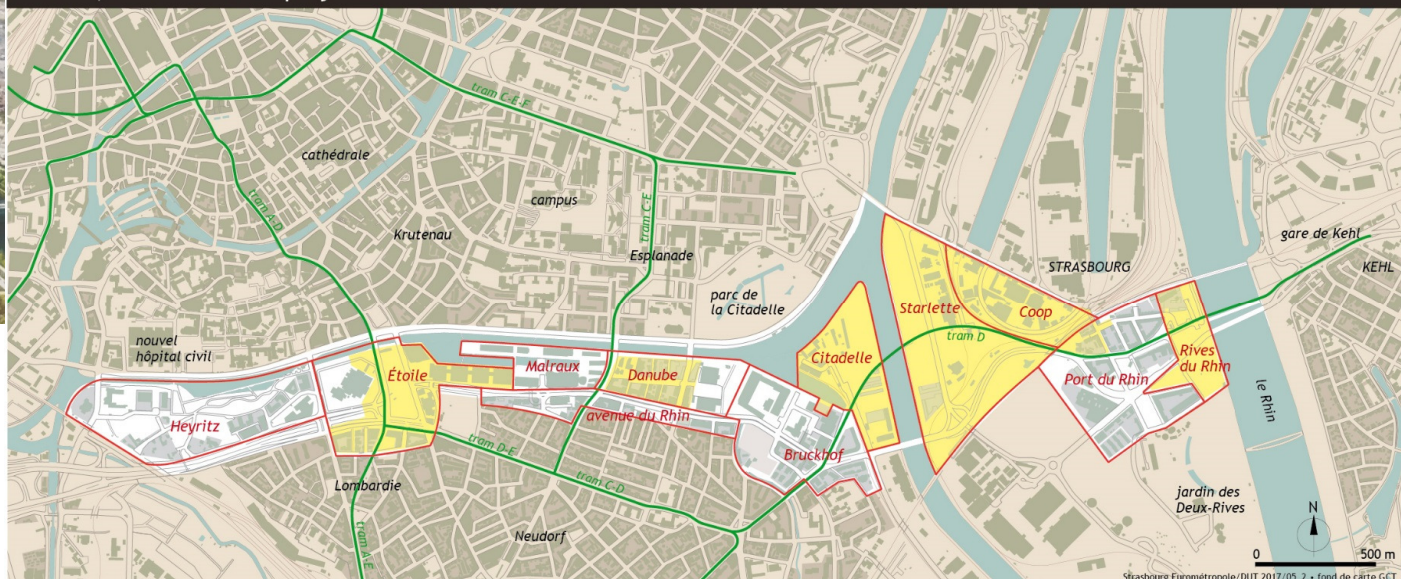 tram C-E-F
cathédrale
tram A-D
campus
Krutenau
tram C-E
Esplanade
gare de Kehl
STRASBOURG
KEHL
parc de
la Citadelle
Starlette
Coop
nouvel
hôpital civil
tram D
Étoile
Malraux
Danube
Citadelle
Rives
du Rhin
Port du Rhin
le Rhin
Heyritz
avenue du Rhin
tram D-E
Bruckhof
tram C-D
Lombardie
Neudorf
tram A-E
jardin des
Deux-Rives
N
0 500 m
Strasbourg Eurométropole/DUT 2017/05_2 • fond de carte GCT